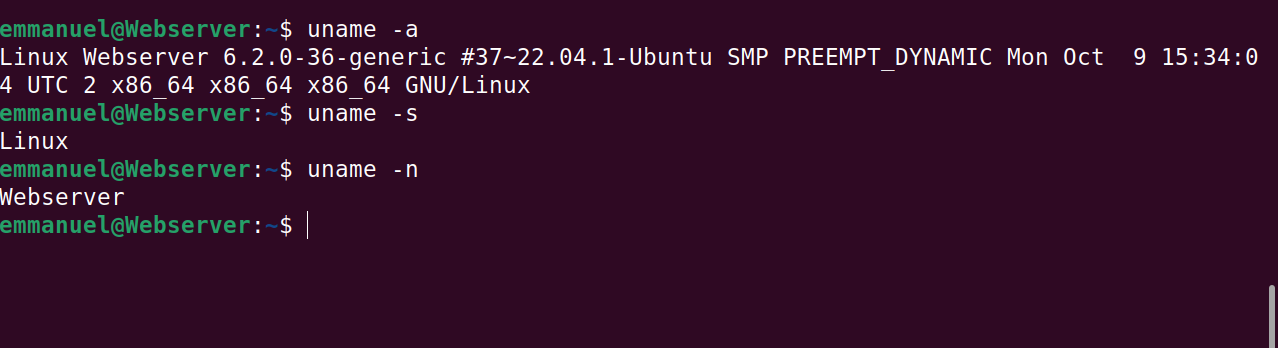 emmanuel@Webserver:~$ uname -a
Linux Webserver 6.2.0-36-generic #37~22.04.1-Ubuntu SMP PREEMPT_DYNAMIC Mon Oct  9 15:34:0
4 UTC 2 x86_64 x86_64 x86_64 GNU/Linux
emmanuel@Webserver:~$ uname -s
Linux
emmanuel@Webserver:~$ uname -n
Webserver
emmanuel@Webserver:~$